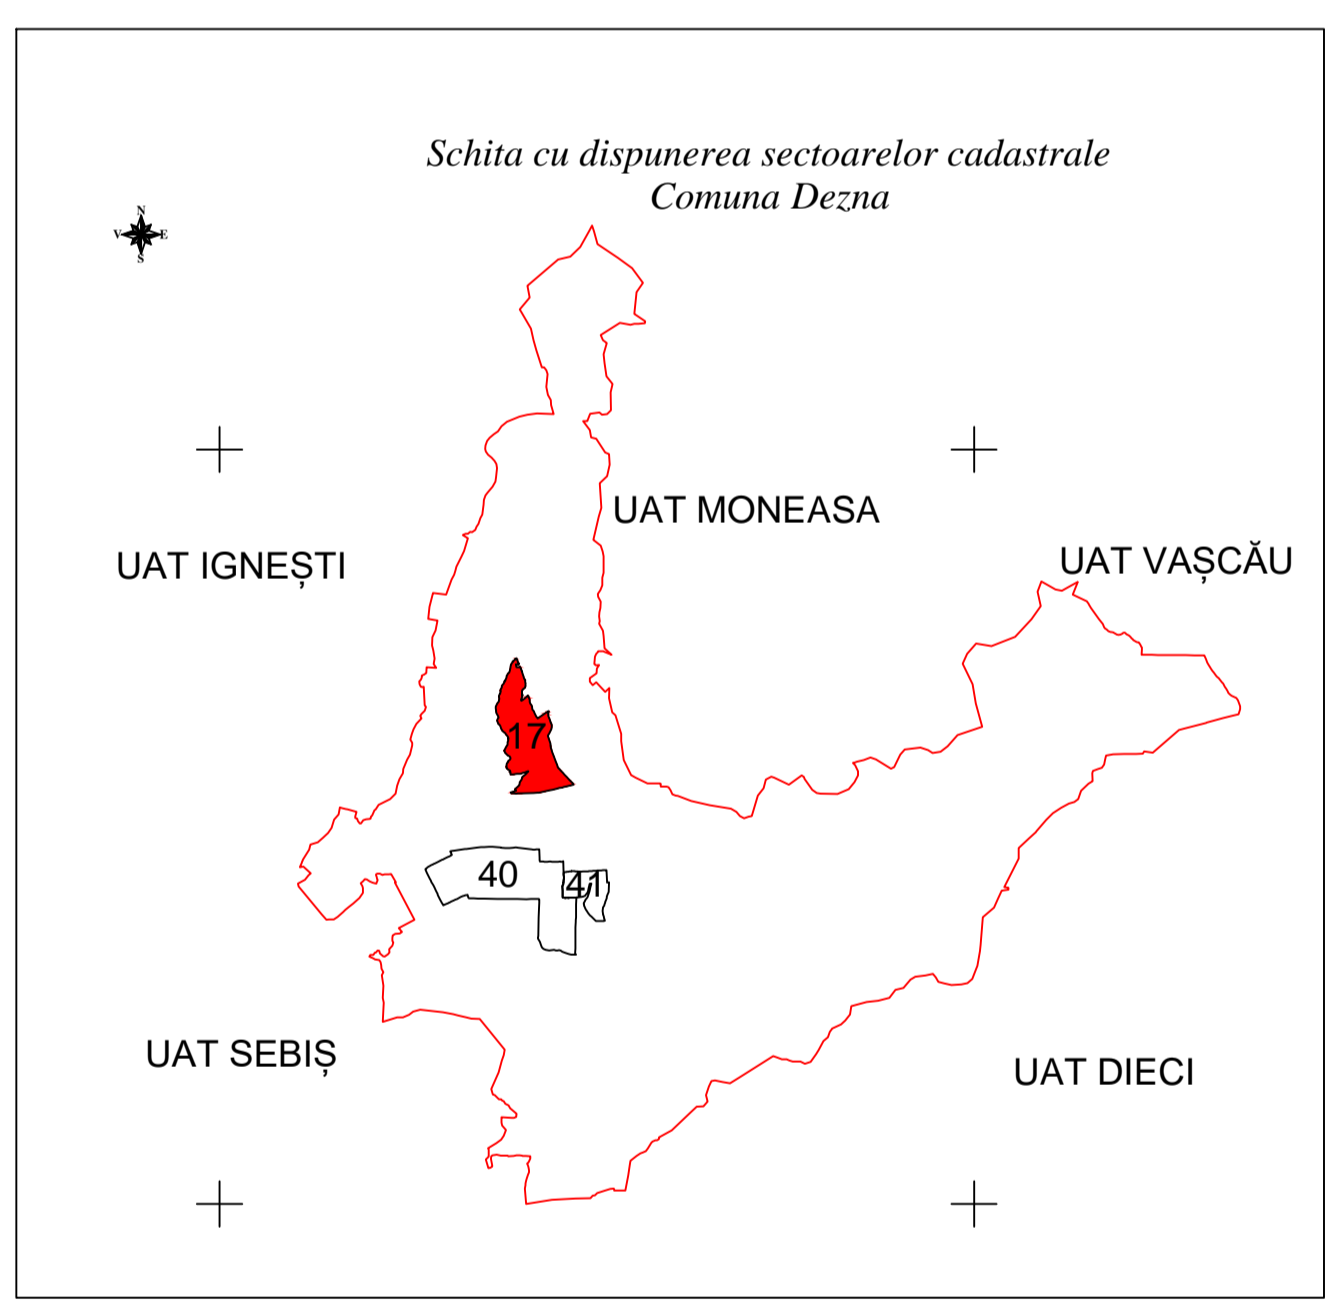 Schita cu dispunerea sectoarelor cadastrale
Comuna Dezna
N
V E
S
UAT MONEASA
UAT IGNEȘTI
UAT VAȘCĂU
17
40
41
UAT SEBIȘ
UAT DIECI